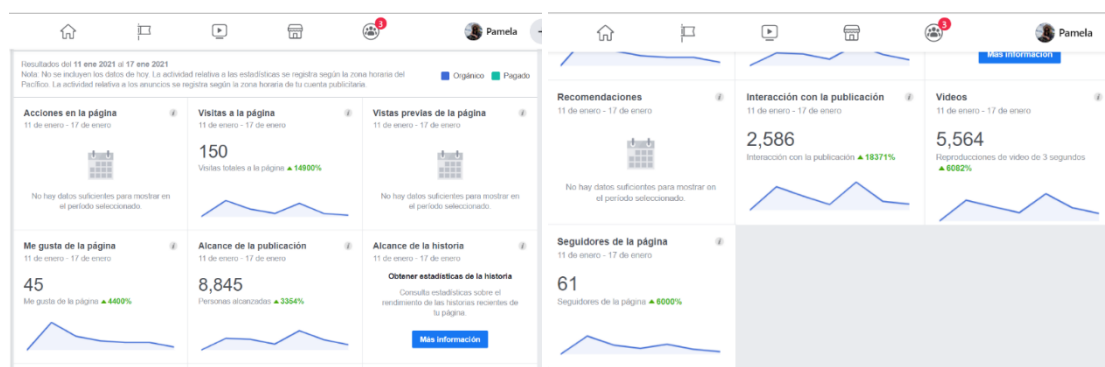 3
Pamela
Resultados del 11 ene 2021 al 17 ene 2021
Nota: No se incluyen los datos de hoy. La actividad relativa a las estadísticas se registra según la zona horaria del
Pacífico. La actividad relativa a los anuncios se registra según la zona horaria de tu cuenta publicitaria.
Orgánico
Pagado
Acciones en la página
11 de enero - 17 de enero
No hay datos suficientes para mostrar en
el período seleccionado.
Visitas a la página
11 de enero - 17 de enero
150
Visitas totales a la página ▲14900%
Vistas previas de la página
11 de enero - 17 de enero
No hay datos suficientes para mostrar en
el período seleccionado.
Me gusta de la página
11 de enero - 17 de enero
45
Me gusta de la página ▲4400%
Alcance de la publicación
11 de enero - 17 de enero
8,845
Personas alcanzadas ▲3364%
Alcance de la historia
11 de enero - 17 de enero
Obtener estadísticas de la historia
Consulta estadísticas sobre el
rendimiento de las historias recientes de
tu página.
Más información
3
Pamela
Más información
Recomendaciones
11 de enero - 17 de enero
No hay datos suficientes para mostrar en
el período seleccionado.
Interacción con la publicación
11 de enero - 17 de enero
2,586
Interacción con la publicación ▲18371%
Videos
11 de enero - 17 de enero
5,564
Reproducciones de video de 3 segundos
▲6082%
Seguidores de la página
11 de enero - 17 de enero
61
Seguidores de la página ▲6000%